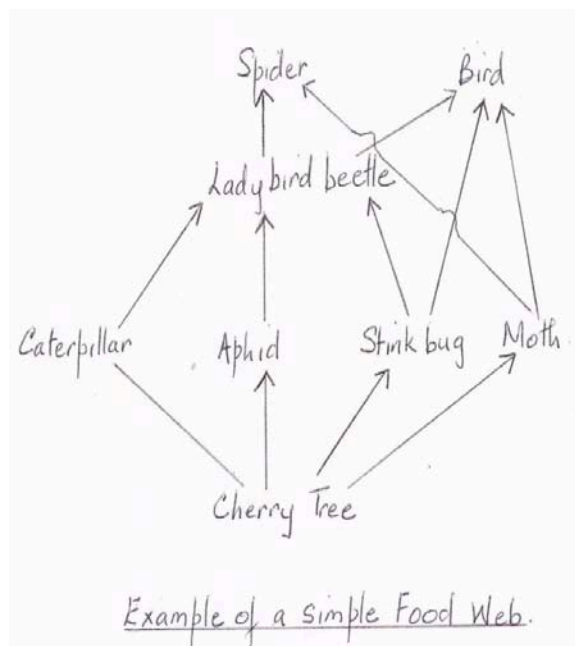 Spider Bird
Ladybird beetle
Caterpillar Aphid Stink bug Moth
Cherry Tree
Example of a Simple Food Web.